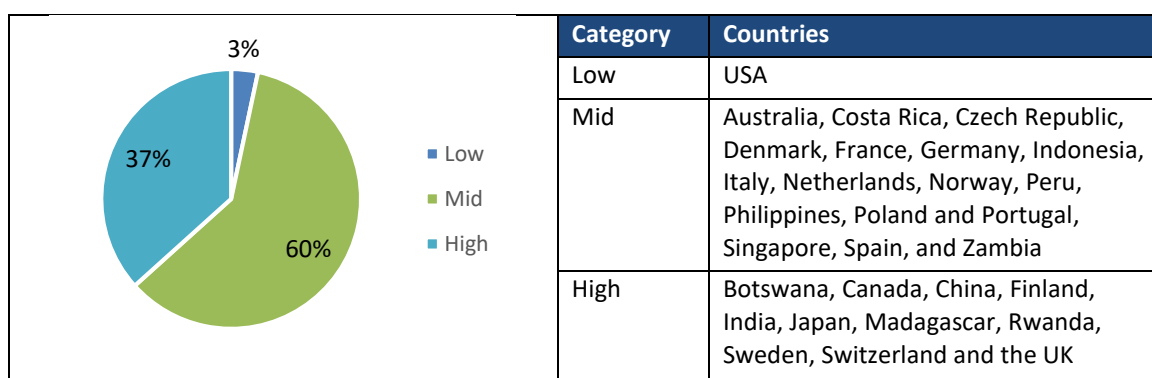 3%
37%
60%
Low
Mid
High
Category Countries
Low USA
Mid Australia, Costa Rica, Czech Republic,
Denmark, France, Germany, Indonesia,
Italy, Netherlands, Norway, Peru,
Philippines, Poland and Portugal,
Singapore, Spain, and Zambia
High Botswana, Canada, China, Finland,
India, Japan, Madagascar, Rwanda,
Sweden, Switzerland and the UK